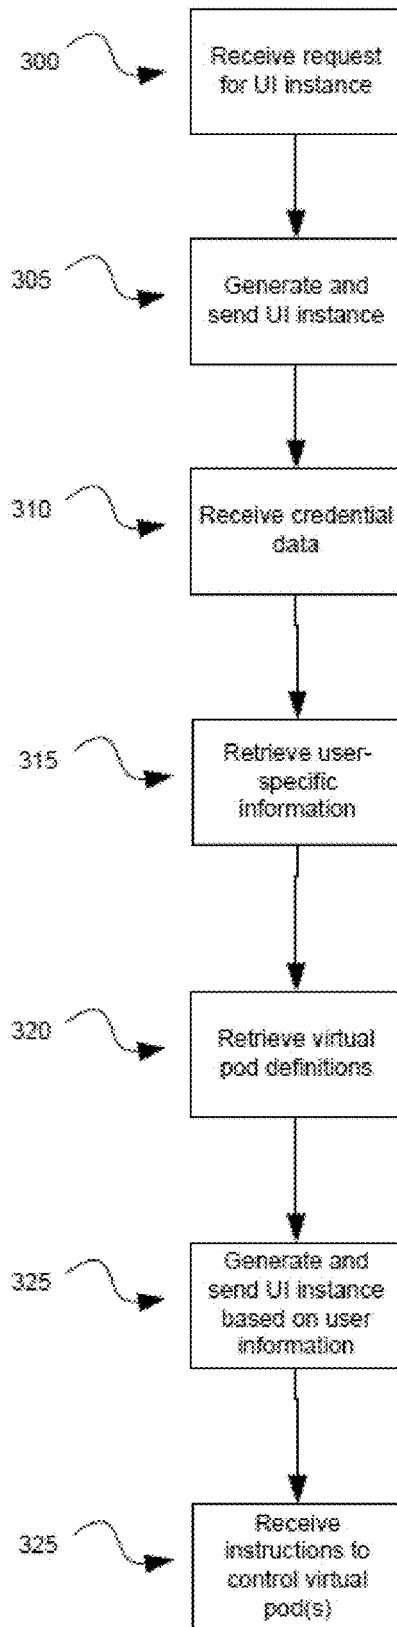 300
Receive request
for UI instance
305
Generate and
send UI instance
310
Receive credential
data
315
Retrieve user-
specific
information
320
Retrieve virtual
pod definitions
325
Generate and
send UI instance
based on user
information
325
Receive
instructions to
control virtual
pod(s)